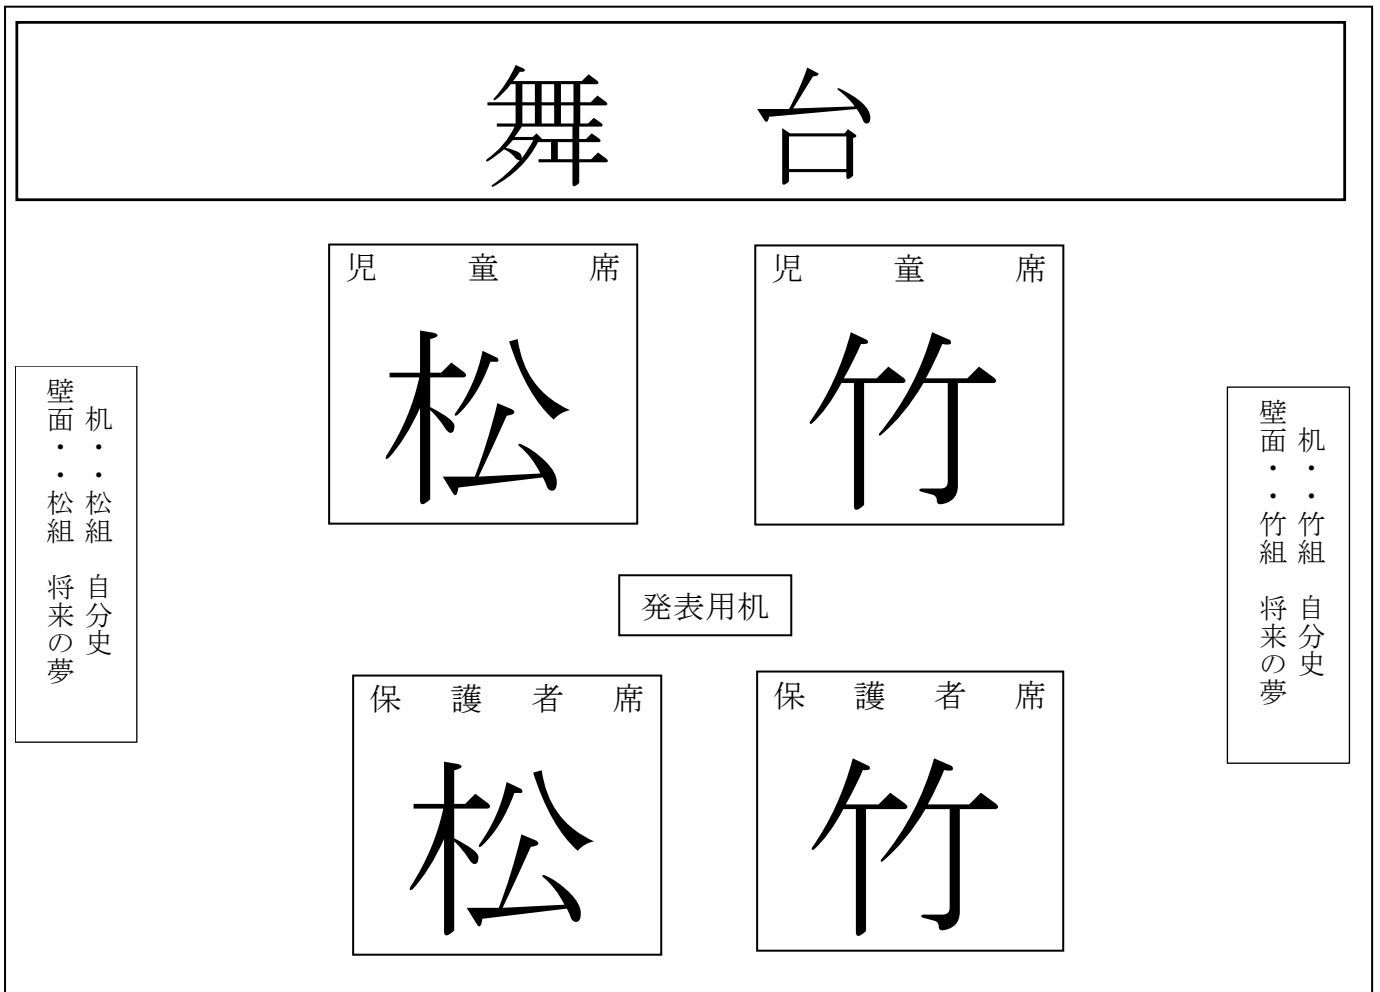 舞台
児童席
松
児童席
竹
机・・松組　自分史
壁面・・松組　将来の夢
机・・竹組　自分史
壁面・・竹組　将来の夢
発表用机
保護者席
松
保護者席
竹